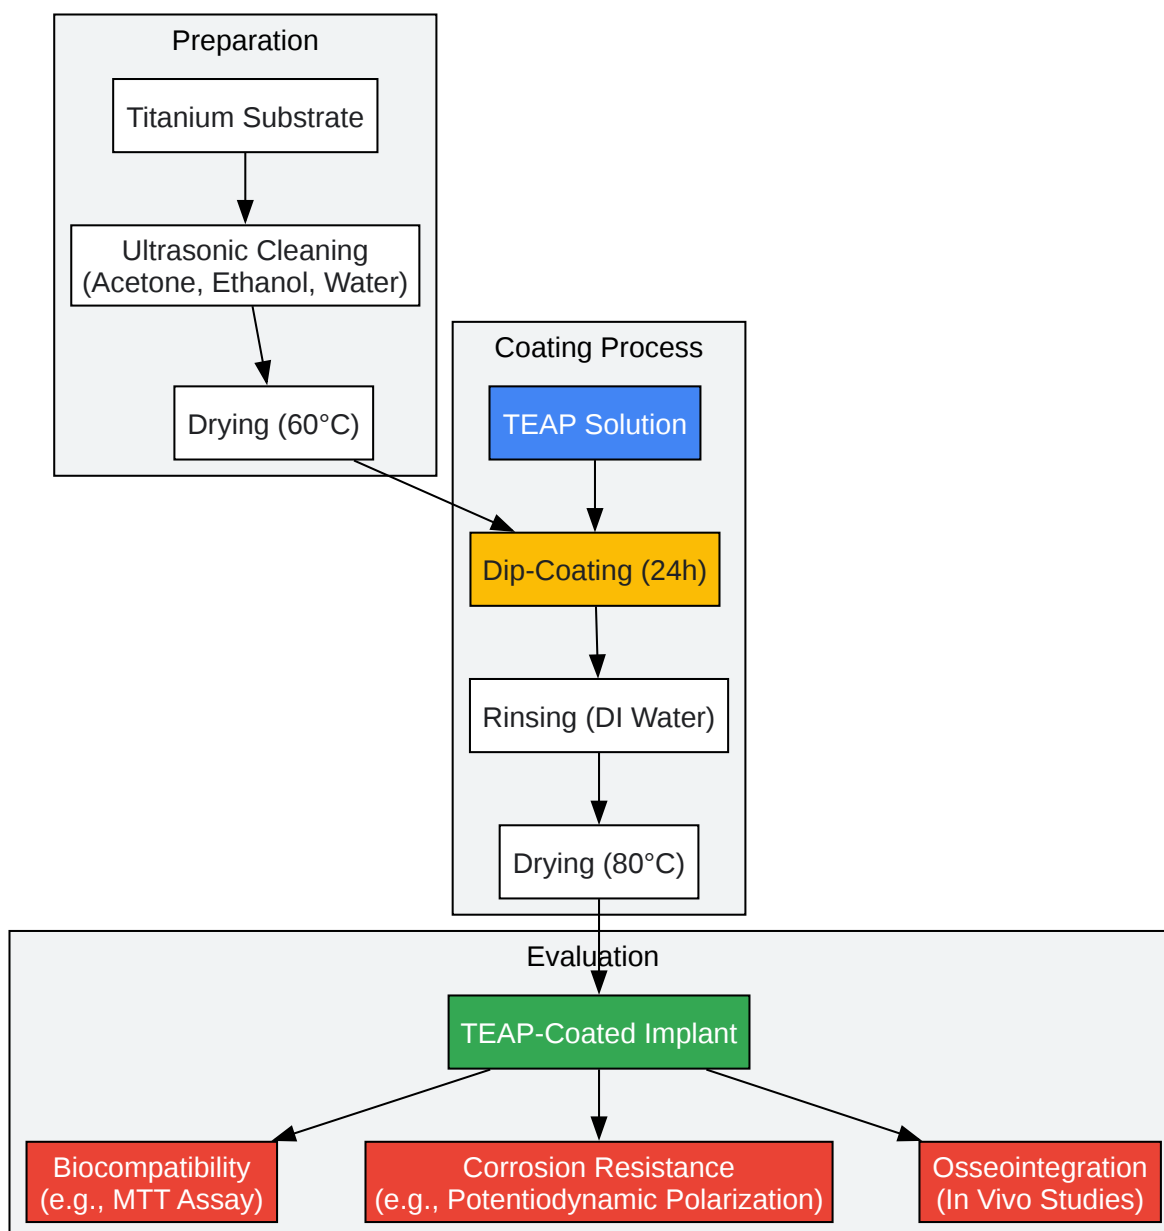 Preparation
Titanium Substrate
Ultrasonic Cleaning
(Acetone, Ethanol, Water)
Drying (60°C)
Coating Process
TEAP Solution
Dip-Coating (24h)
Rinsing (DI Water)
Drying (80°C)
Evaluation
TEAP-Coated Implant
Biocompatibility
(e.g., MTT Assay)
Corrosion Resistance
(e.g., Potentiodynamic Polarization)
Osseointegration
(In Vivo Studies)